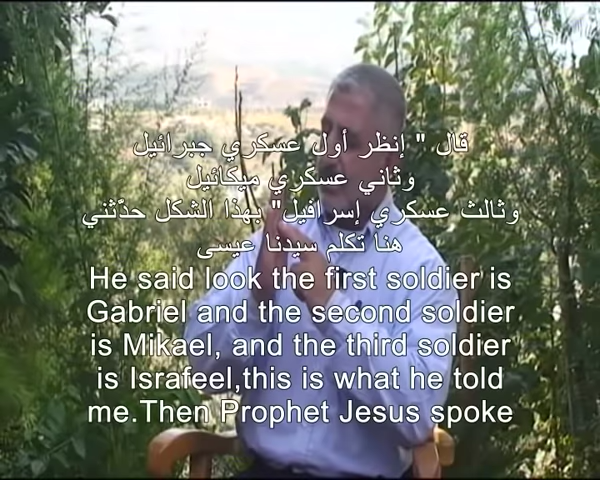 قال " إنظر أول عسكري جبرائيل
وثاني عسكري ميكائيل
وثالث عسكري إسرافيل" بهذا الشكل حدّثني
هنا تكلم سيدنا عيسى
He said look the first soldier is
Gabriel and the second soldier
is Mikael, and the third soldier
is Israfeel,this is what he told
me.Then Prophet Jesus spoke